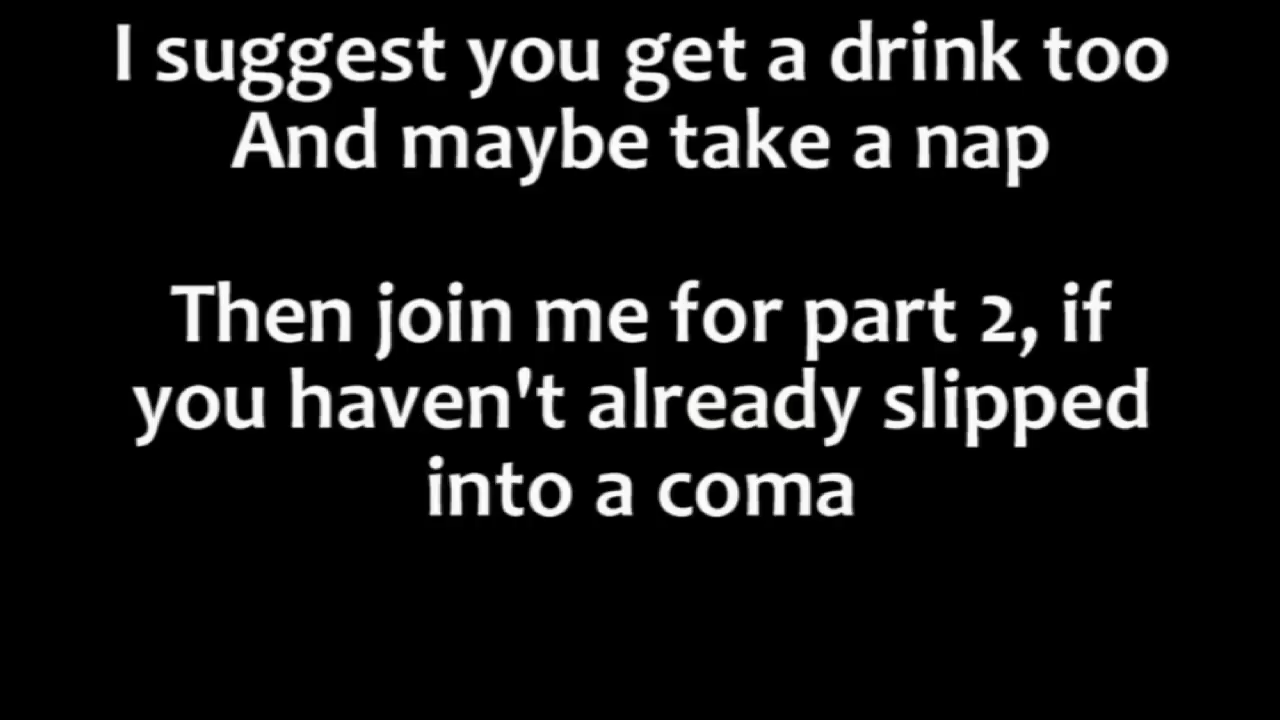 I suggest you get a drink too
And maybe take a nap
Then join me for part 2, if
you haven't already slipped
into a coma